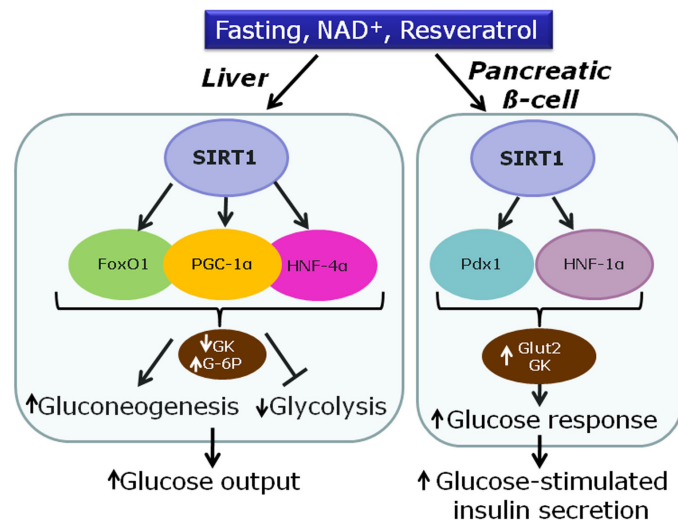 Fasting, NAD⁺, Resveratrol
Liver
Pancreatic
ß-cell
SIRT1
FoxO1
PGC-1α
HNF-4α
↓GK
↑G-6P
↑Gluconeogenesis
↓Glycolysis
↑Glucose output
SIRT1
Pdx1
HNF-1α
↑ Glut2
GK
↑Glucose response
↑ Glucose-stimulated
insulin secretion